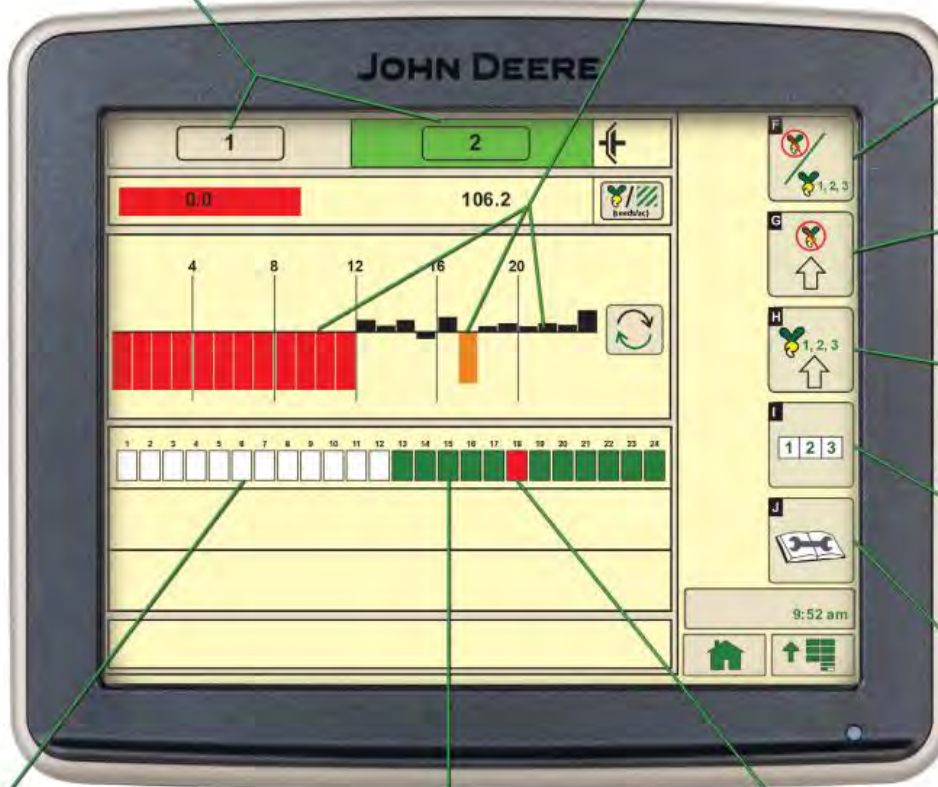 JOHN DEERE
1 2
0.0 106.2 (seeds/ac)
4 8 12 16 20
1 2 3 4 5 6 7 8 9 10 11 12 13 14 15 16 17 18 19 20 21 22 23 24
F
1, 2, 3
G
H
1, 2, 3
I
1 2 3
J
9:52 am